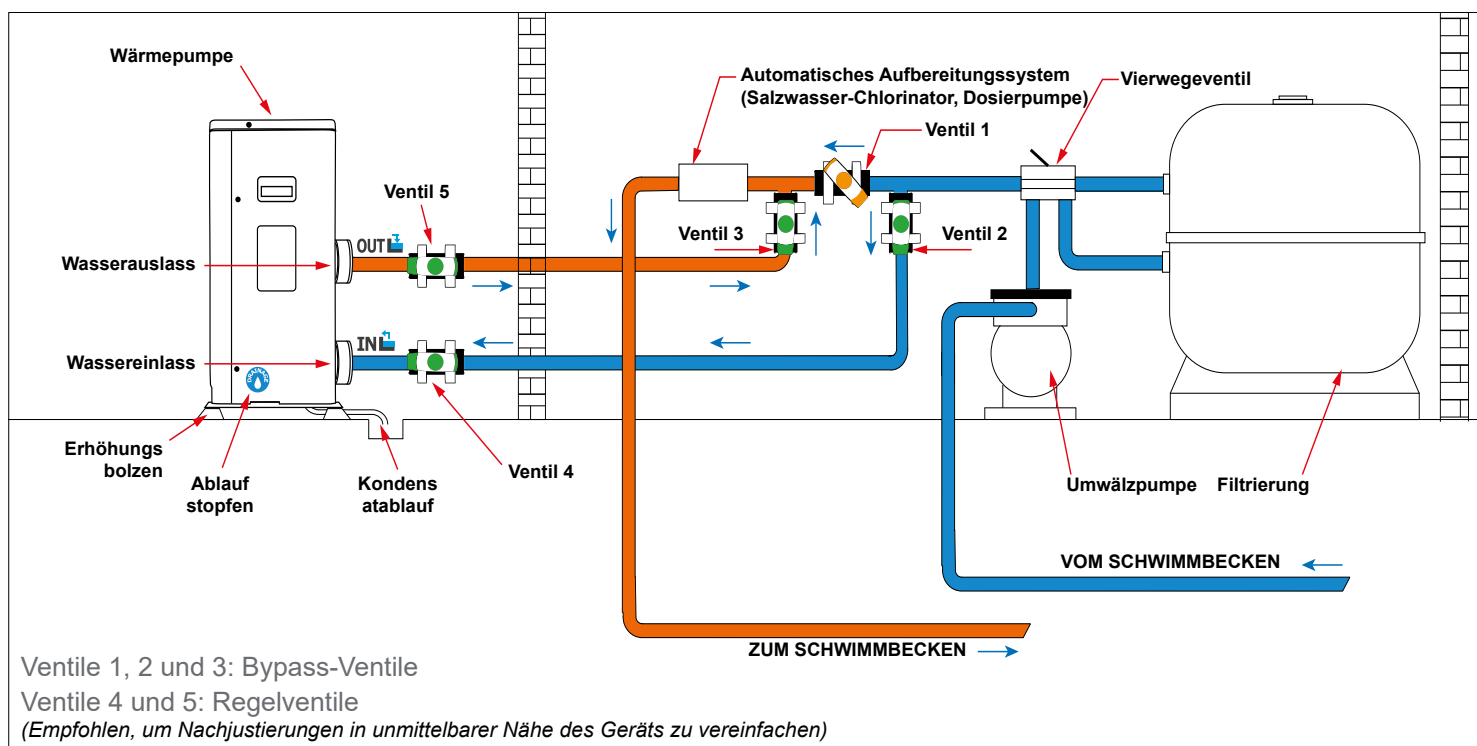 Wärmepumpe
Automatisches Aufbereitungssystem
(Salzwasser-Chlorinator, Dosierpumpe)
Vierwegeventil
Ventil 1
Ventil 5
Ventil 3
Ventil 2
OUT
Wasserauslass
IN
Wassereinlass
DRAINAGE
Erhöhungs
bolzen
Ablauf
stopfen
Kondens
atablauf
Ventil 4
Umwälzpumpe
Filtrierung
VOM SCHWIMMBECKEN
ZUM SCHWIMMBECKEN
Ventile 1, 2 und 3: Bypass-Ventile
Ventile 4 und 5: Regelventile
(Empfohlen, um Nachjustierungen in unmittelbarer Nähe des Geräts zu vereinfachen)